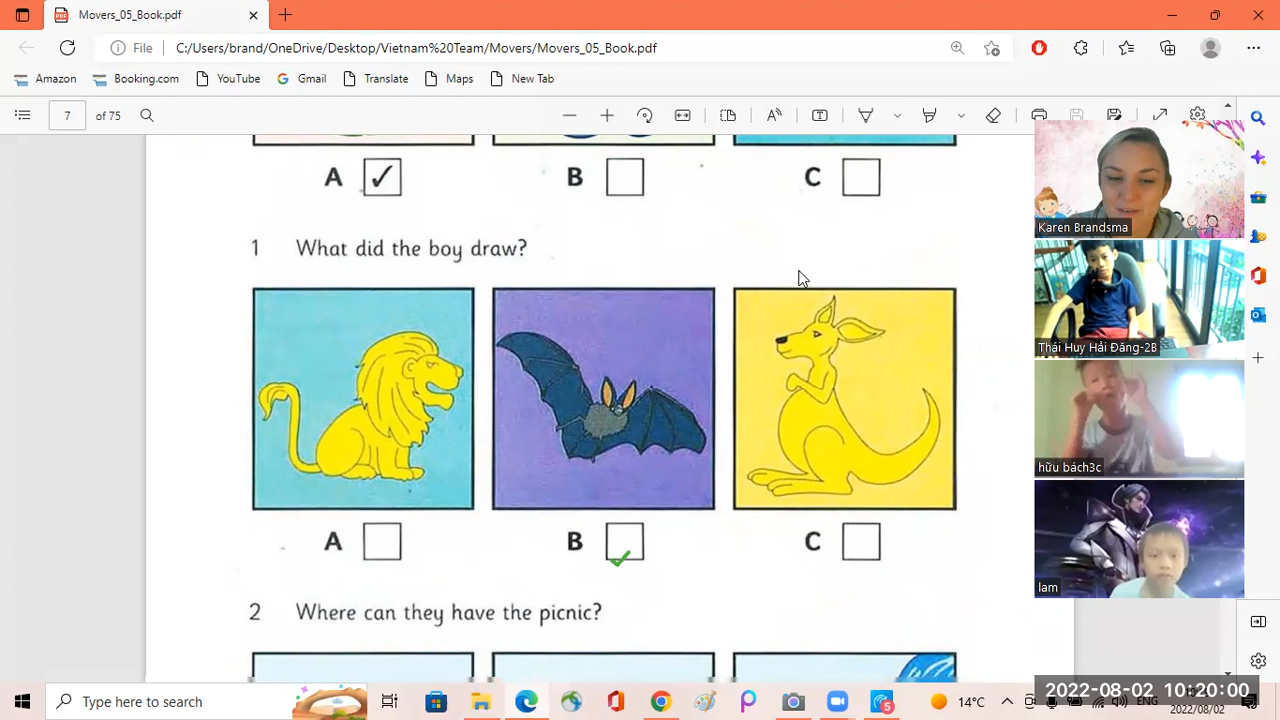 Movers_05_Book.pdf
File C:/Users/brand/OneDrive/Desktop/Vietnam%20Team/Movers/Movers_05_Book.pdf
Amazon Booking.com YouTube Gmail Translate Maps New Tab
7 of 75
A ✓ B C
1 What did the boy draw?
A B ✓ C
2 Where can they have the picnic?
Karen Brandsma
Thái Huy Hải Đăng-2B
hữu bách3c
lam
Type here to search
5
14°C
ENG
2022-08-02 10:20:00
2022/08/02